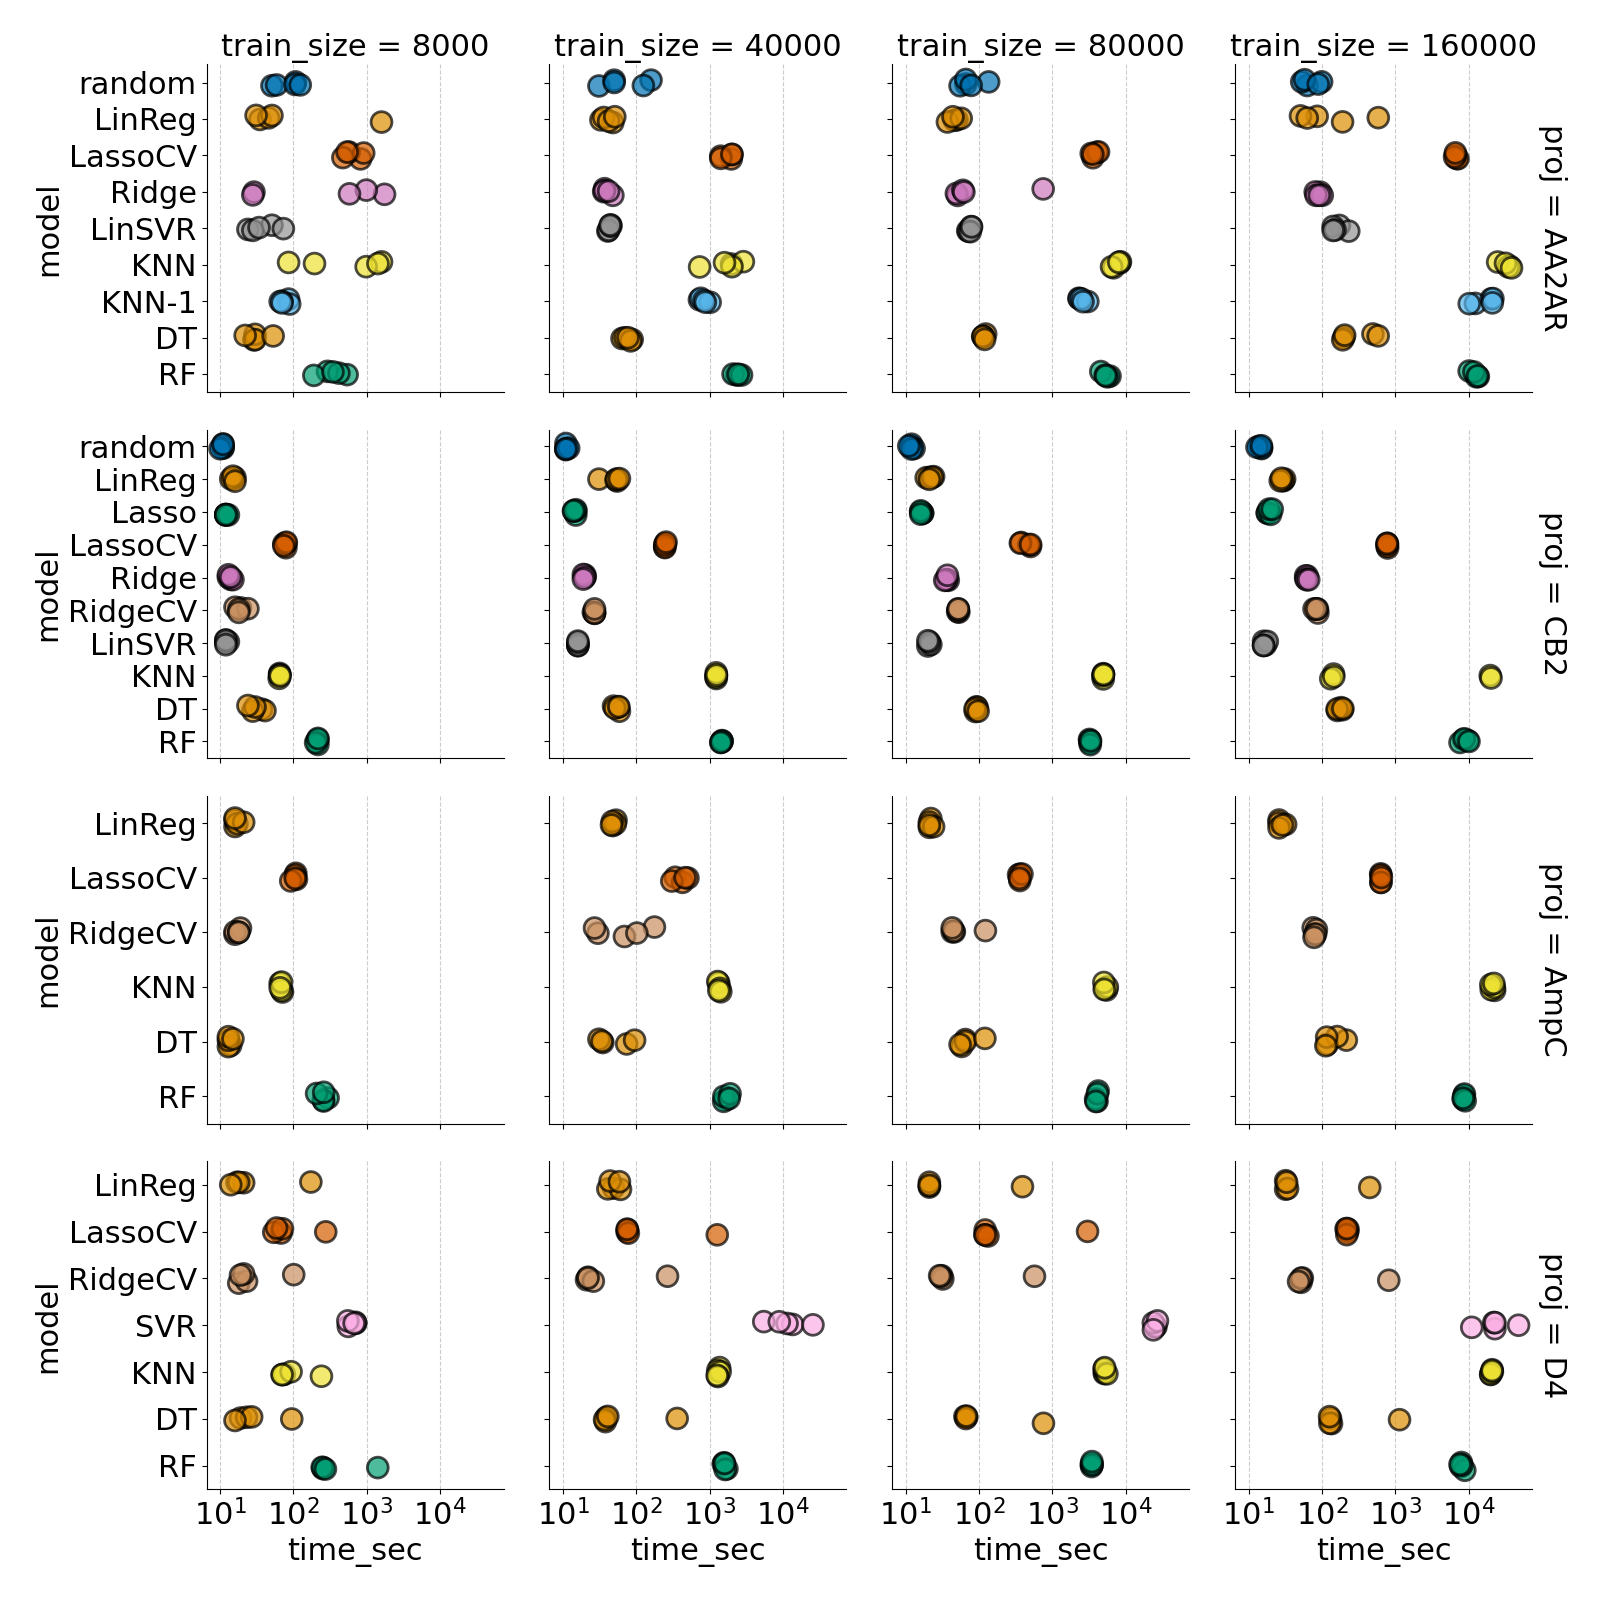 train_size = 8000 train_size = 40000 train_size = 80000 train_size = 160000
model
random
LinReg
LassoCV
Ridge
LinSVR
KNN
KNN-1
DT
RF
proj = AA2AR
model
random
LinReg
Lasso
LassoCV
Ridge
RidgeCV
LinSVR
KNN
DT
RF
proj = CB2
model
LinReg
LassoCV
RidgeCV
KNN
DT
RF
proj = AmpC
model
LinReg
LassoCV
RidgeCV
SVR
KNN
DT
RF
proj = D4
10¹ 10² 10³ 10⁴ 10¹ 10² 10³ 10⁴ 10¹ 10² 10³ 10⁴ 10¹ 10² 10³ 10⁴
time_sec time_sec time_sec time_sec